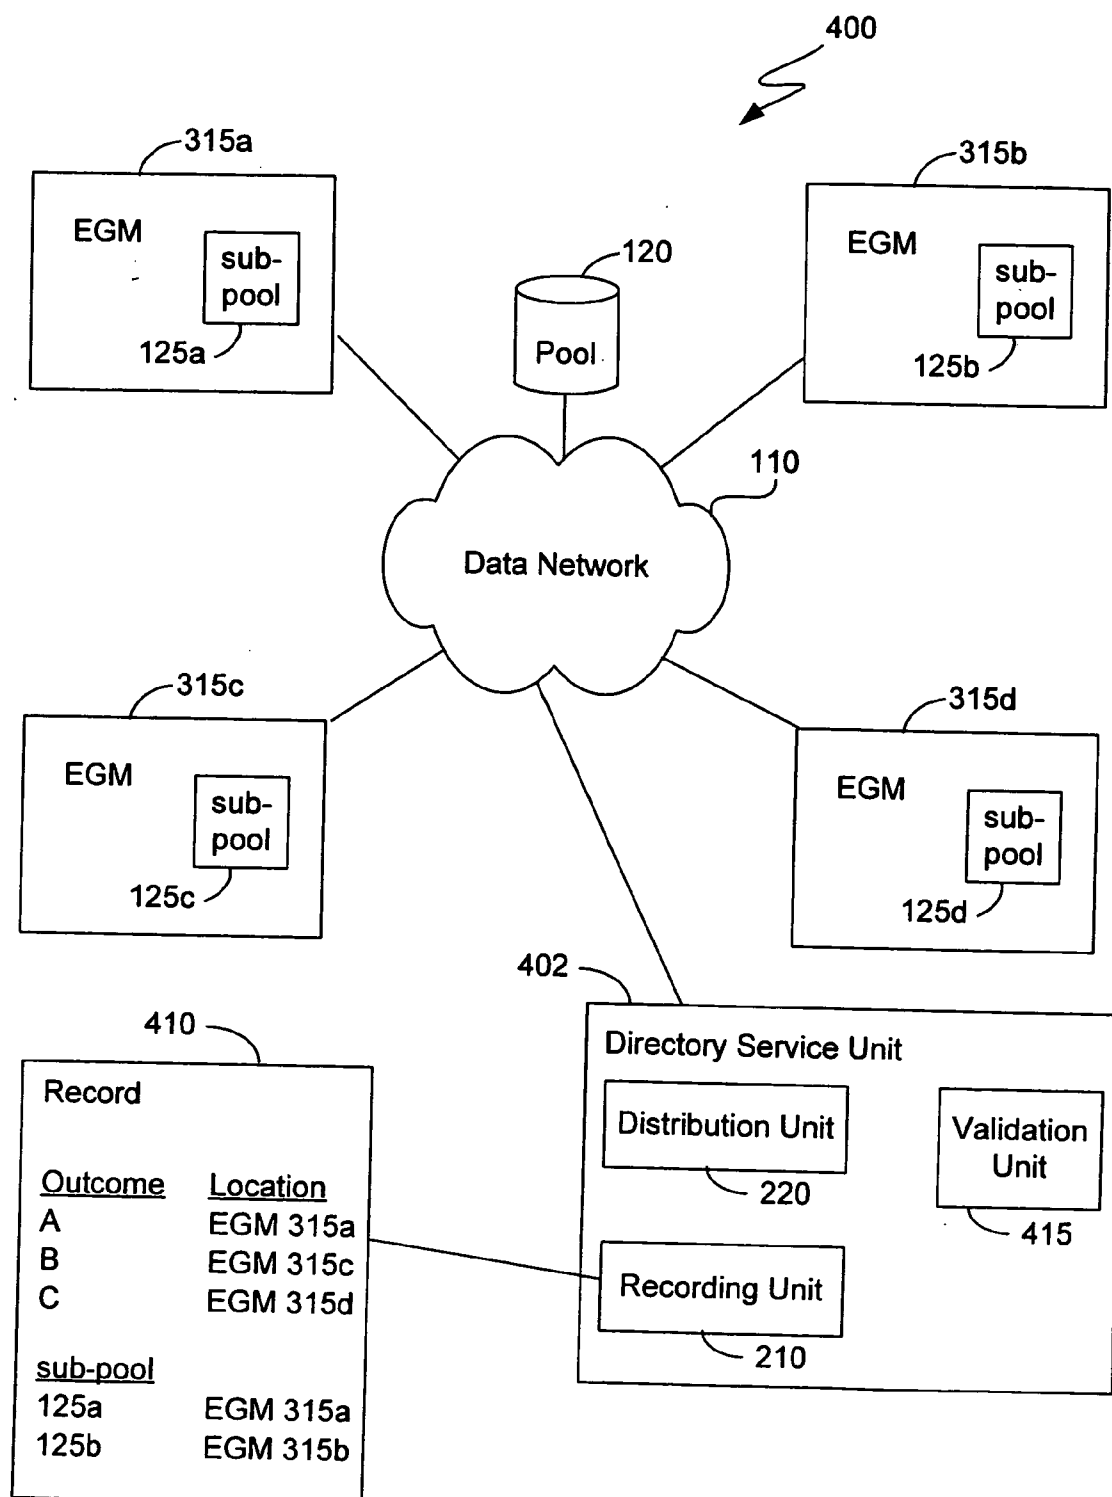 400
315a
315b
EGM
sub-
pool
125a
120
Pool
EGM
sub-
pool
125b
110
Data Network
315c
315d
EGM
sub-
pool
125c
EGM
sub-
pool
125d
402
410
Directory Service Unit
Distribution Unit
220
Validation
Unit
415
Recording Unit
210
Record
Outcome Location
A EGM 315a
B EGM 315c
C EGM 315d
sub-pool
125a EGM 315a
125b EGM 315b